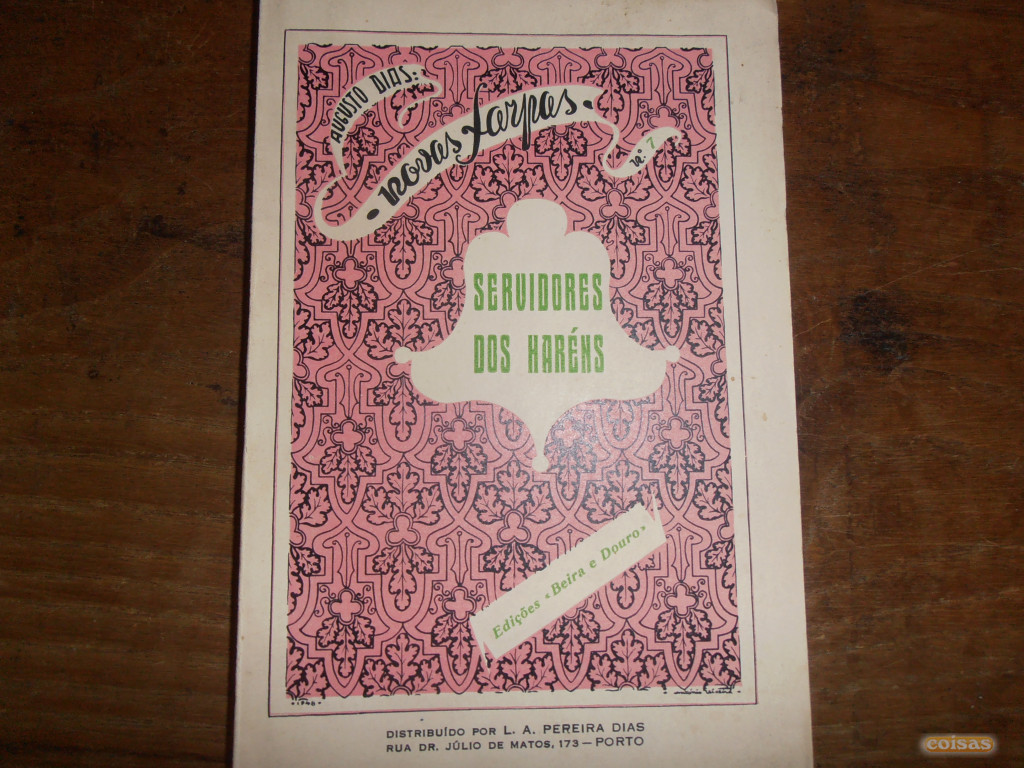 AUGUSTO DIAS:
• novas farpas •
Nº 7
SERVIDORES
DOS HARÉNS
Edições «Beira e Douro»
DISTRIBUÍDO POR L. A. PEREIRA DIAS
RUA DR. JÚLIO DE MATOS, 173 — PORTO
coisas